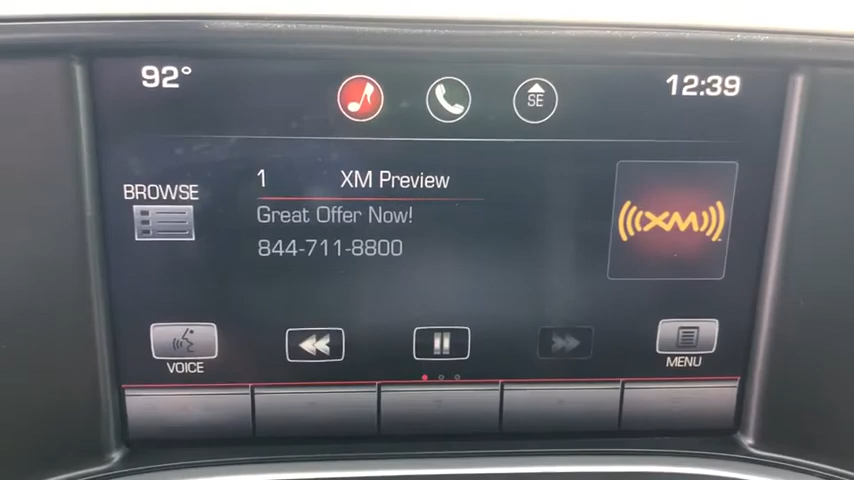 92°
SE
12:39
1 XM Preview
BROWSE
Great Offer Now!
844-711-8800
((XM))
VOICE
MENU